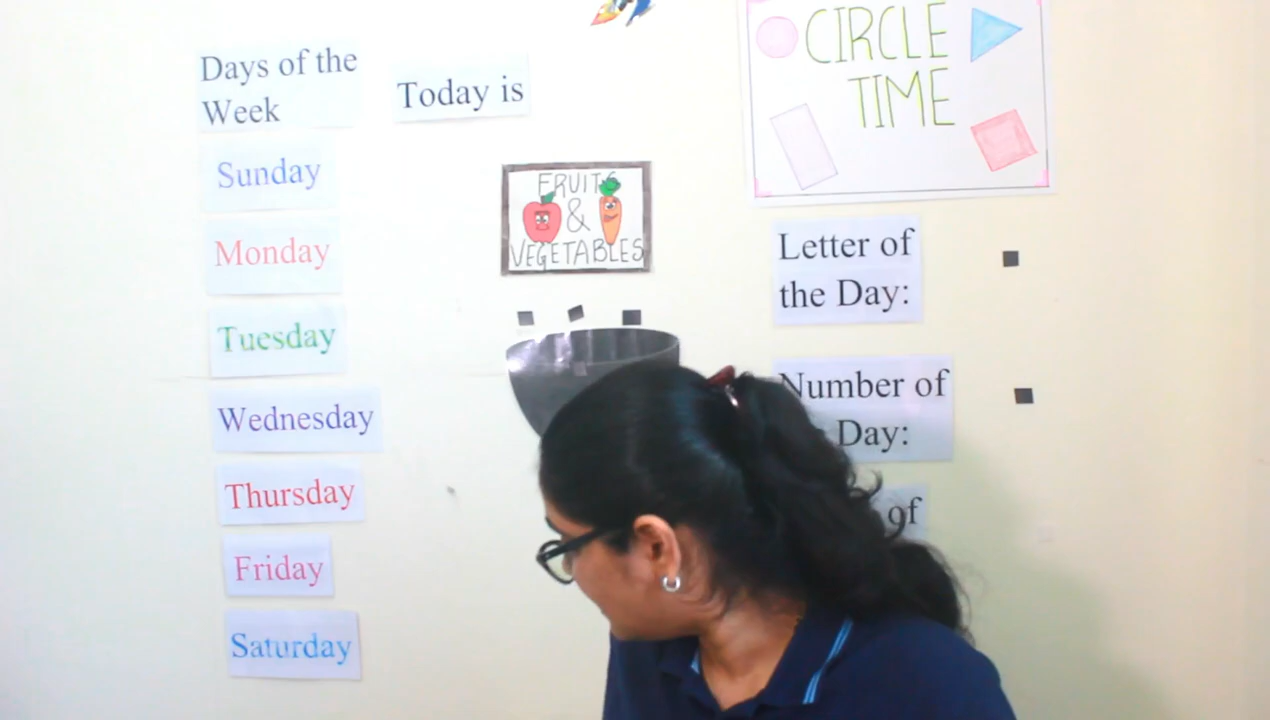 Days of the
Week
Today is
Sunday
Monday
Tuesday
Wednesday
Thursday
Friday
Saturday
FRUITS
&
VEGETABLES
CIRCLE
TIME
Letter of
the Day:
Number of
Day:
of